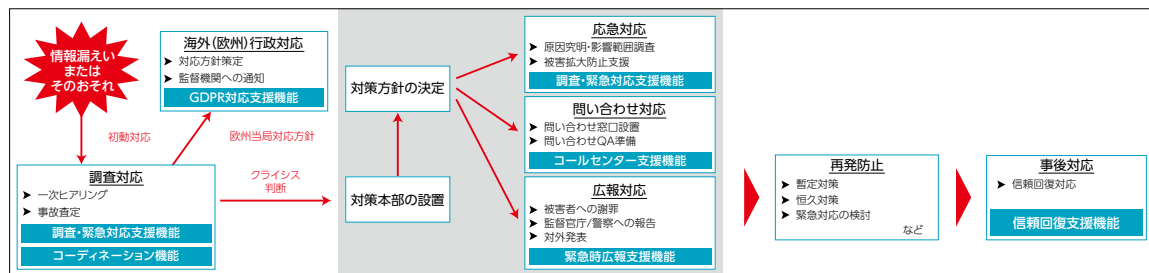 情報漏えい
または
そのおそれ
海外(欧州)行政対応
➤ 対応方針策定
➤ 監督機関への通知
GDPR対応支援機能
初動対応
欧州当局対応方針
調査対応
➤ 一次ヒアリング
➤ 事故査定
調査・緊急対応支援機能
コーディネーション機能
クライシス
判断
対策方針の決定
対策本部の設置
応急対応
➤ 原因究明・影響範囲調査
➤ 被害拡大防止支援
調査・緊急対応支援機能
問い合わせ対応
➤ 問い合わせ窓口設置
➤ 問い合わせQA準備
コールセンター支援機能
広報対応
➤ 被害者への謝罪
➤ 監督官庁/警察への報告
➤ 対外発表
緊急時広報支援機能
再発防止
➤ 暫定対策
➤ 恒久対策
➤ 緊急対応の検討
など
事後対応
➤ 信頼回復対応
信頼回復支援機能